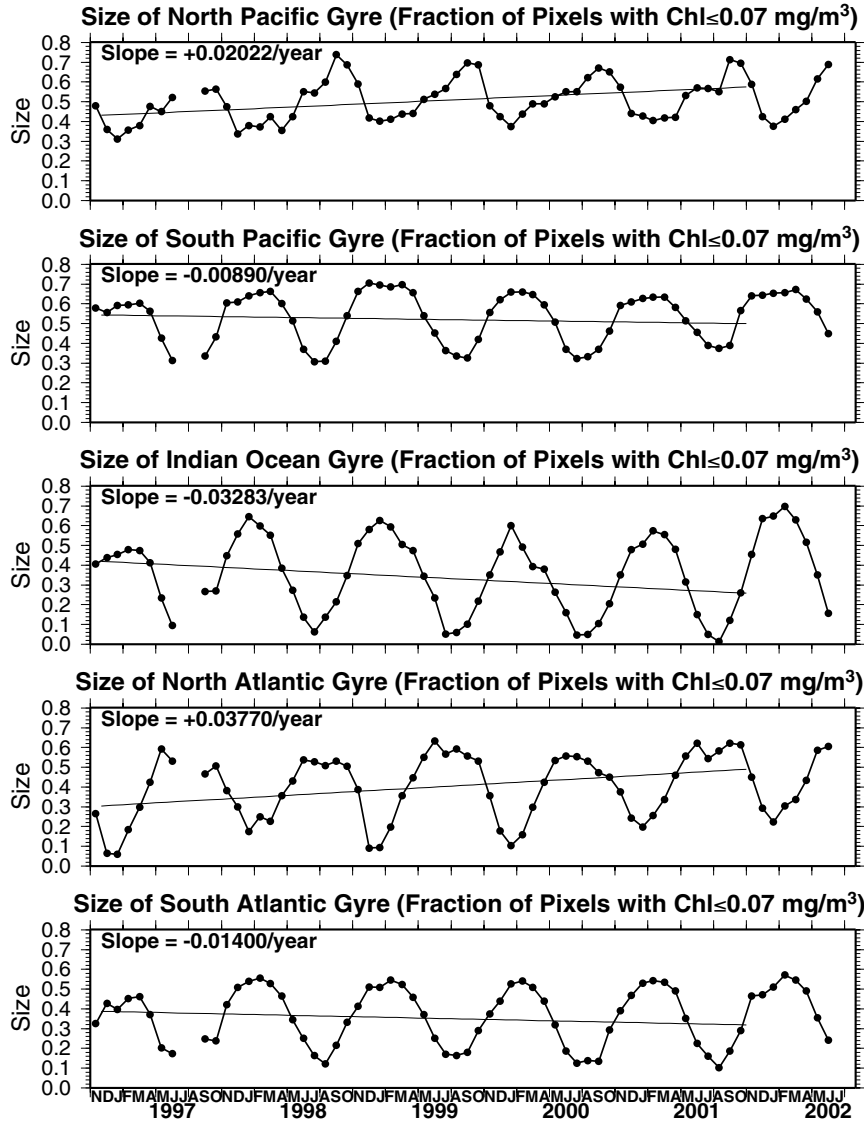 Size of North Pacific Gyre (Fraction of Pixels with Chl≤0.07 mg/m³)
Slope = +0.02022/year
0.8
0.7
0.6
0.5
0.4
0.3
0.2
0.1
0.0
Size
Size of South Pacific Gyre (Fraction of Pixels with Chl≤0.07 mg/m³)
Slope = -0.00890/year
0.8
0.7
0.6
0.5
0.4
0.3
0.2
0.1
0.0
Size
Size of Indian Ocean Gyre (Fraction of Pixels with Chl≤0.07 mg/m³)
Slope = -0.03283/year
0.8
0.7
0.6
0.5
0.4
0.3
0.2
0.1
0.0
Size
Size of North Atlantic Gyre (Fraction of Pixels with Chl≤0.07 mg/m³)
Slope = +0.03770/year
0.8
0.7
0.6
0.5
0.4
0.3
0.2
0.1
0.0
Size
Size of South Atlantic Gyre (Fraction of Pixels with Chl≤0.07 mg/m³)
Slope = -0.01400/year
0.8
0.7
0.6
0.5
0.4
0.3
0.2
0.1
0.0
Size
NDJFMAMJJASONDJFMAMJJASONDJFMAMJJASONDJFMAMJJASONDJFMAMJJASONDJFMAMJJ
1997 1998 1999 2000 2001 2002